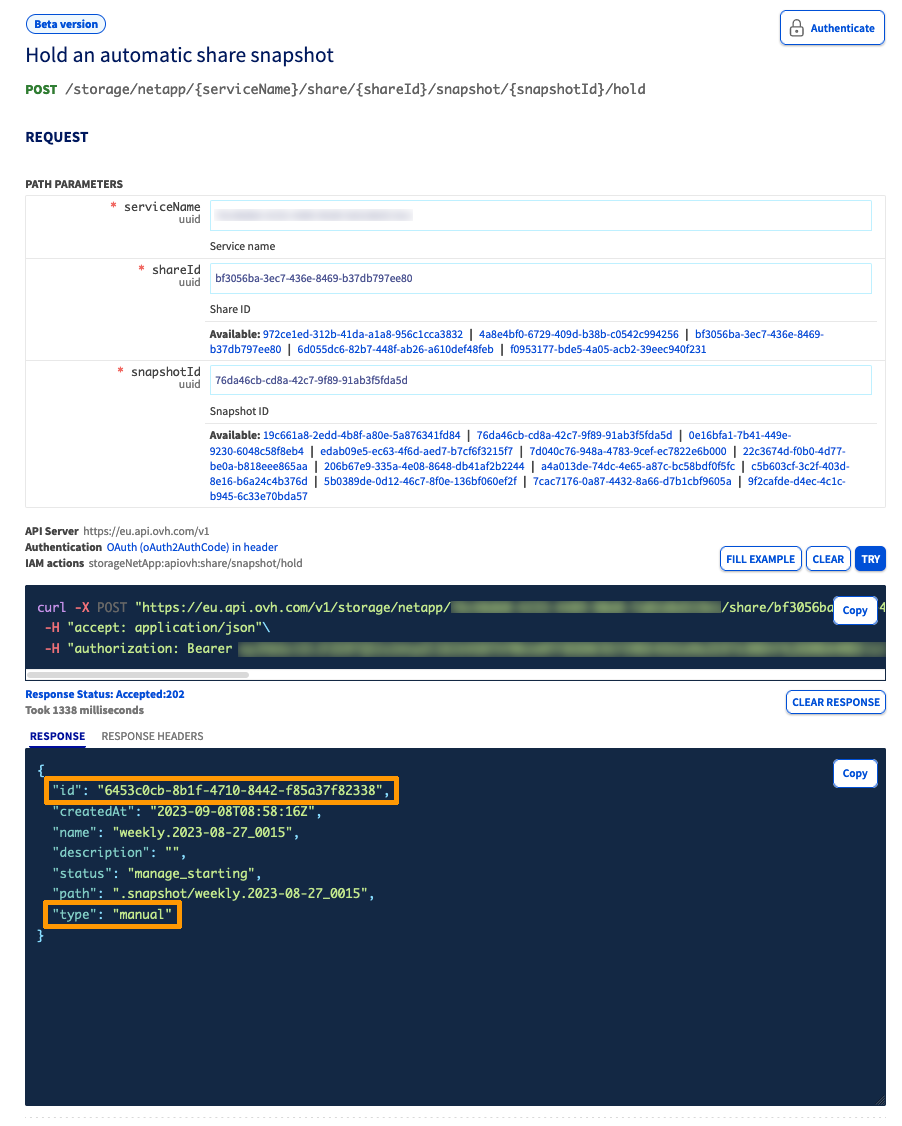 Beta version
Authenticate
Hold an automatic share snapshot
POST /storage/netapp/{serviceName}/share/{shareId}/snapshot/{snapshotId}/hold
REQUEST
PATH PARAMETERS
* serviceName
uuid
Service name
* shareId
uuid
bf3056ba-3ec7-436e-8469-b37db797ee80
Share ID
Available: 972ce1ed-312b-41da-a1a8-956c1cca3832 | 4a8e4bf0-6729-409d-b38b-c0542c994256 | bf3056ba-3ec7-436e-8469-
b37db797ee80 | 6d055dc6-82b7-448f-ab26-a610def48feb | f0953177-bde5-4a05-acb2-39eec940f231
* snapshotId
uuid
76da46cb-cd8a-42c7-9f89-91ab3f5fda5d
Snapshot ID
Available: 19c661a8-2edd-4b8f-a80e-5a876341fd84 | 76da46cb-cd8a-42c7-9f89-91ab3f5fda5d | 0e16bfa1-7b41-449e-
9230-6048c58f8eb4 | edab09e5-ec63-4f6d-aed7-b7cf6f3215f7 | 7d040c76-948a-4783-9cef-ec7822e6b000 | 22c3674d-f0b0-4d77-
be0a-b818eee865aa | 206b67e9-335a-4e08-8648-db41af2b2244 | a4a013de-74dc-4e65-a87c-bc58bdf0f5fc | c5b603cf-3c2f-403d-
8e16-b6a24c4b376d | 5b0389de-0d12-46c7-8f0e-136bf060ef2f | 7cac7176-0a87-4432-8a66-d7b1cbf9605a | 9f2cafde-d4ec-4c1c-
b945-6c33e70bda57
API Server https://eu.api.ovh.com/v1
Authentication OAuth (oAuth2AuthCode) in header
IAM actions storageNetApp:apiovh:share/snapshot/hold
FILL EXAMPLE
CLEAR
TRY
curl -X POST "https://eu.api.ovh.com/v1/storage/netapp/ /share/bf3056ba 4
-H "accept: application/json"\
-H "authorization: Bearer
Copy
Response Status: Accepted:202
Took 1338 milliseconds
CLEAR RESPONSE
RESPONSE RESPONSE HEADERS
Copy
{
"id": "6453c0cb-8b1f-4710-8442-f85a37f82338",
"createdAt": "2023-09-08T08:58:16Z",
"name": "weekly.2023-08-27_0015",
"description": "",
"status": "manage_starting",
"path": ".snapshot/weekly.2023-08-27_0015",
"type": "manual"
}